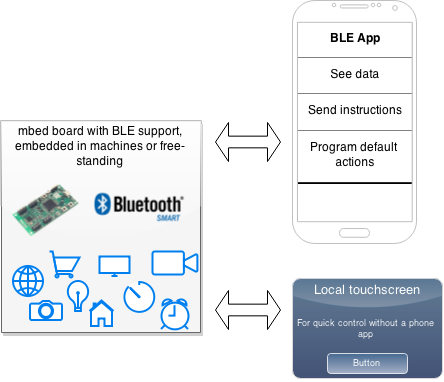 BLE App
See data
Send instructions
Program default
actions
mbed board with BLE support,
embedded in machines or free-
standing
Bluetooth®
SMART
Local touchscreen
For quick control without a phone
app
Button